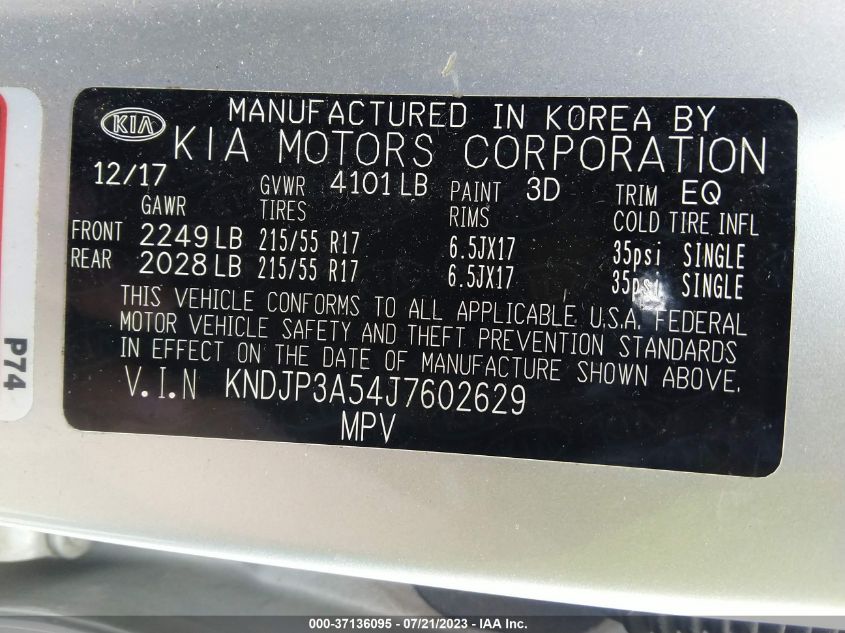 KIA
MANUFACTURED IN KOREA BY
KIA MOTORS CORPORATION
12/17 GVWR 4101 LB PAINT 3D TRIM EQ
GAWR TIRES RIMS COLD TIRE INFL
FRONT 2249 LB 215/55 R17 6.5JX17 35psi SINGLE
REAR 2028 LB 215/55 R17 6.5JX17 35psi SINGLE
THIS VEHICLE CONFORMS TO ALL APPLICABLE U.S.A. FEDERAL
MOTOR VEHICLE SAFETY AND THEFT PREVENTION STANDARDS
IN EFFECT ON THE DATE OF MANUFACTURE SHOWN ABOVE.
V.I.N KNDJP3A54J7602629
MPV
P74
000-37136095 - 07/21/2023 - IAA Inc.